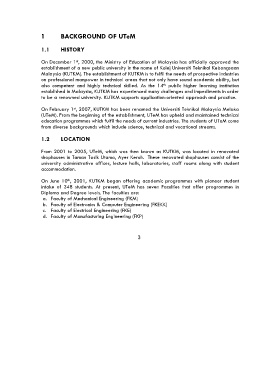 1 BACKGROUND OF UTeM
1.1 HISTORY
On December 1st, 2000, the Ministry of Education of Malaysia has officially approved the
establishment of a new public university in the name of Kolej Universiti Teknikal Kebangsaan
Malaysia (KUTKM). The establishment of KUTKM is to fulfil the needs of prospective industries
on professional manpower in technical areas that not only have sound academic ability, but
also competent and highly technical skilled. As the 14th public higher learning institution
established in Malaysia, KUTKM has experienced many challenges and impediments in order
to be a renowned university. KUTKM supports application-oriented approach and practice.
On February 1st, 2007, KUTKM has been renamed the Universiti Teknikal Malaysia Melaka
(UTeM). From the beginning of the establishment, UTeM has upheld and maintained technical
education programmes which fulfil the needs of current industries. The students of UTeM come
from diverse backgrounds which include science, technical and vocational streams.
1.2 LOCATION
From 2001 to 2005, UTeM, which was then known as KUTKM, was located in renovated
shophouses in Taman Tasik Utama, Ayer Keroh. These renovated shophouses consist of the
university administrative offices, lecture halls, laboratories, staff rooms along with student
accommodation.
On June 10th, 2001, KUTKM began offering academic programmes with pioneer student
intake of 348 students. At present, UTeM has seven Faculties that offer programmes in
Diploma and Degree levels. The faculties are:
a. Faculty of Mechanical Engineering (FKM)
b. Faculty of Electronics & Computer Engineering (FKEKK)
c. Faculty of Electrical Engineering (FKE)
d. Faculty of Manufacturing Engineering (FKP)